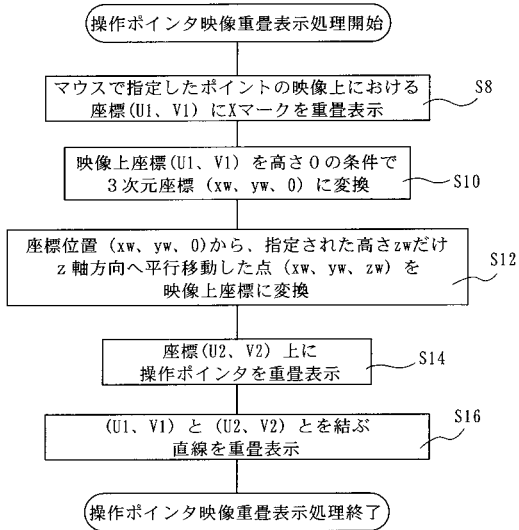 操作ポインタ映像重畳表示処理開始
マウスで指定したポイントの映像上における
座標(U1、V1) にXマークを重畳表示
S8
映像上座標(U1、V1) を高さ０の条件で
３次元座標 (xw、yw、0) に変換
S10
座標位置 (xw、yw、0)から、指定された高さzwだけ
ｚ軸方向へ平行移動した点 (xw、yw、zw) を
映像上座標に変換
S12
座標(U2、V2) 上に
操作ポインタを重畳表示
S14
(U1、V1) と (U2、V2) とを結ぶ
直線を重畳表示
S16
操作ポインタ映像重畳表示処理終了